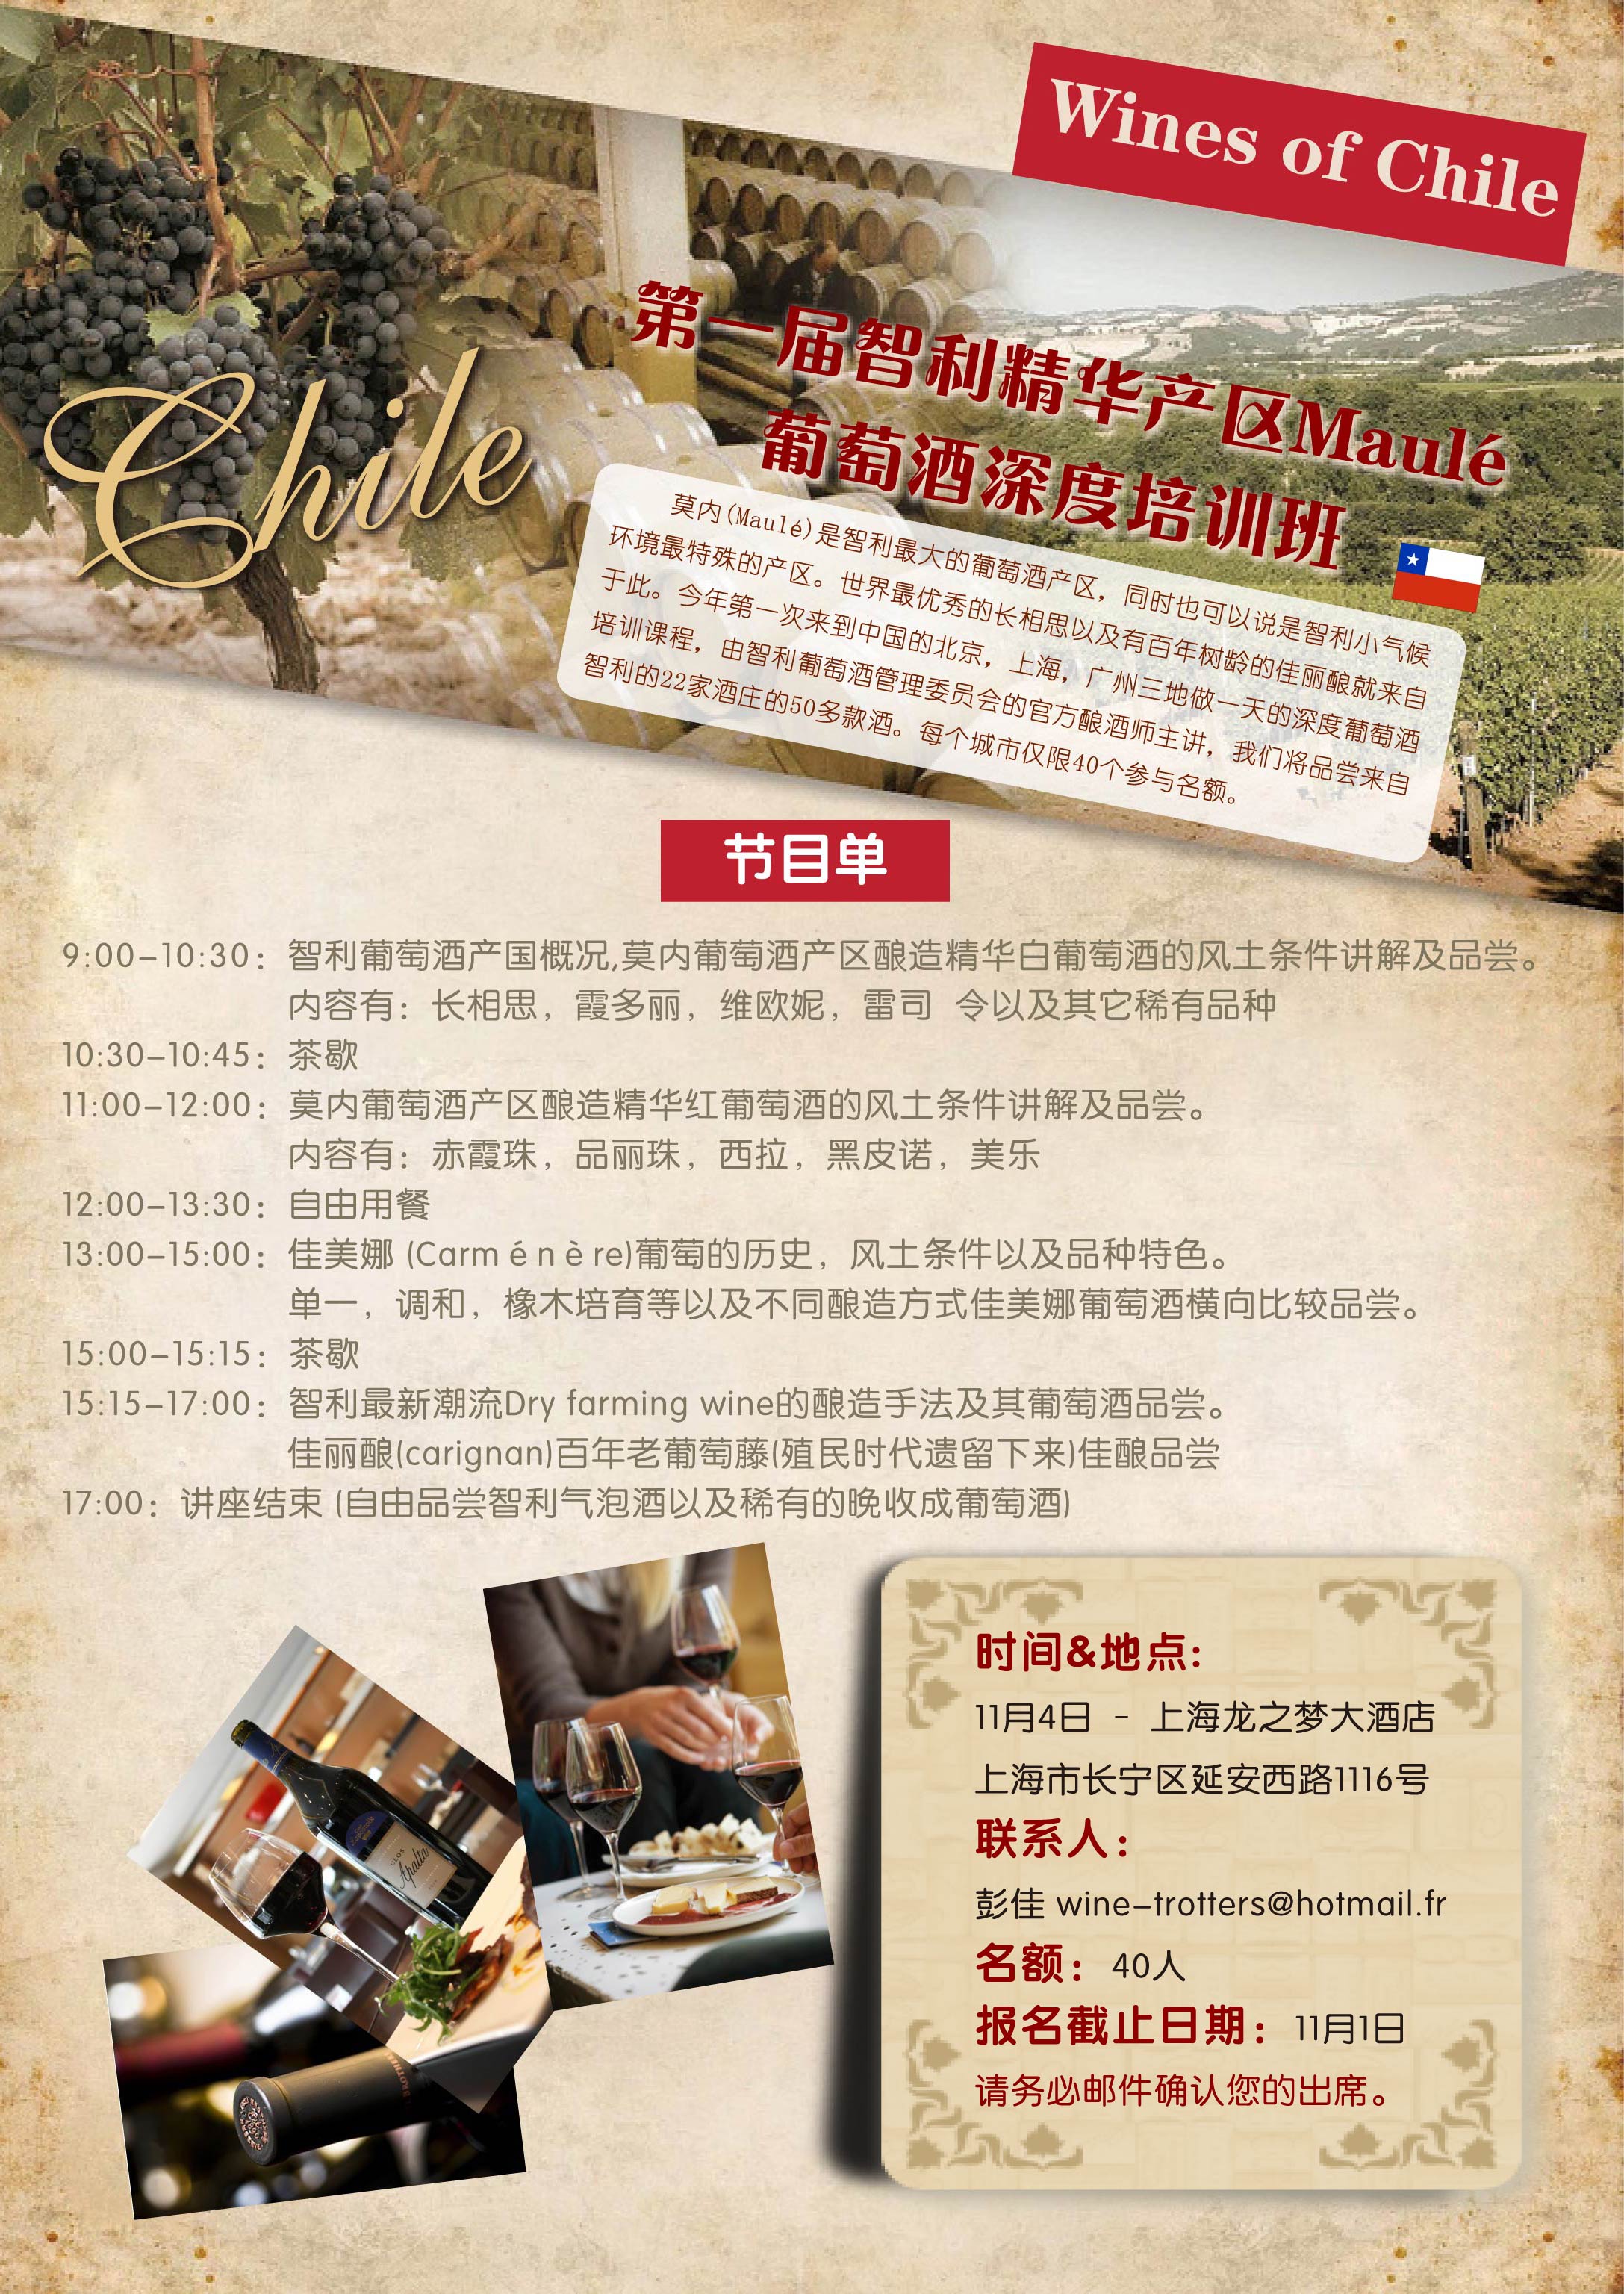 Wines of Chile
Chile
第一届智利精华产区Maulé
葡萄酒深度培训班
莫内(Maulé)是智利最大的葡萄酒产区，同时也可以说是智利小气候
环境最特殊的产区。世界最优秀的长相思以及有百年树龄的佳丽酿就来自
于此。今年第一次来到中国的北京，上海，广州三地做一天的深度葡萄酒
培训课程，由智利葡萄酒管理委员会的官方酿酒师主讲，我们将品尝来自
智利的22家酒庄的50多款酒。每个城市仅限40个参与名额。
节目单
9:00-10:30：智利葡萄酒产国概况,莫内葡萄酒产区酿造精华白葡萄酒的风土条件讲解及品尝。
内容有：长相思，霞多丽，维欧妮，雷司 令以及其它稀有品种
10:30-10:45：茶歇
11:00-12:00：莫内葡萄酒产区酿造精华红葡萄酒的风土条件讲解及品尝。
内容有：赤霞珠，品丽珠，西拉，黑皮诺，美乐
12:00-13:30：自由用餐
13:00-15:00：佳美娜 (Carm é n è re)葡萄的历史，风土条件以及品种特色。
单一，调和，橡木培育等以及不同酿造方式佳美娜葡萄酒横向比较品尝。
15:00-15:15：茶歇
15:15-17:00：智利最新潮流Dry farming wine的酿造手法及其葡萄酒品尝。
佳丽酿(carignan)百年老葡萄藤(殖民时代遗留下来)佳酿品尝
17:00：讲座结束 (自由品尝智利气泡酒以及稀有的晚收成葡萄酒)
时间&地点:
11月4日 - 上海龙之梦大酒店
上海市长宁区延安西路1116号
联系人：
彭佳 wine-trotters@hotmail.fr
名额：40人
报名截止日期：11月1日
请务必邮件确认您的出席。
CLOS
Apalta